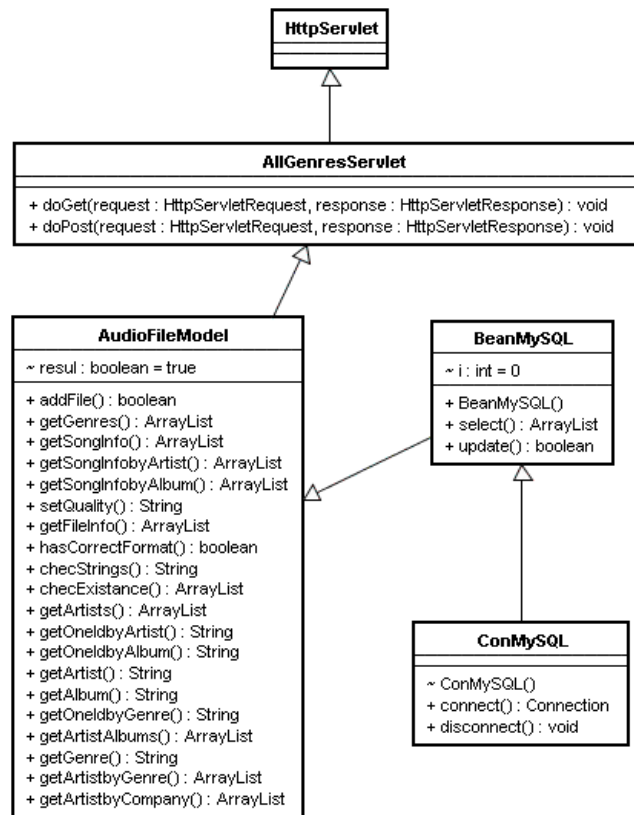 HttpServlet
AllGenresServlet
+ doGet(request : HttpServletRequest, response : HttpServletResponse) : void
+ doPost(request : HttpServletRequest, response : HttpServletResponse) : void
AudioFileModel
~ resul : boolean = true
+ addFile() : boolean
+ getGenres() : ArrayList
+ getSongInfo() : ArrayList
+ getSongInfobyArtist() : ArrayList
+ getSongInfobyAlbum() : ArrayList
+ setQuality() : String
+ getFileInfo() : ArrayList
+ hasCorrectFormat() : boolean
+ checStrings() : String
+ checExistance() : ArrayList
+ getArtists() : ArrayList
+ getOneIdbyArtist() : String
+ getOneIdbyAlbum() : String
+ getArtist() : String
+ getAlbum() : String
+ getOneIdbyGenre() : String
+ getArtistAlbums() : ArrayList
+ getGenre() : String
+ getArtistbyGenre() : ArrayList
+ getArtistbyCompany() : ArrayList
BeanMySQL
~ i : int = 0
+ BeanMySQL()
+ select() : ArrayList
+ update() : boolean
ConMySQL
~ ConMySQL()
+ connect() : Connection
+ disconnect() : void